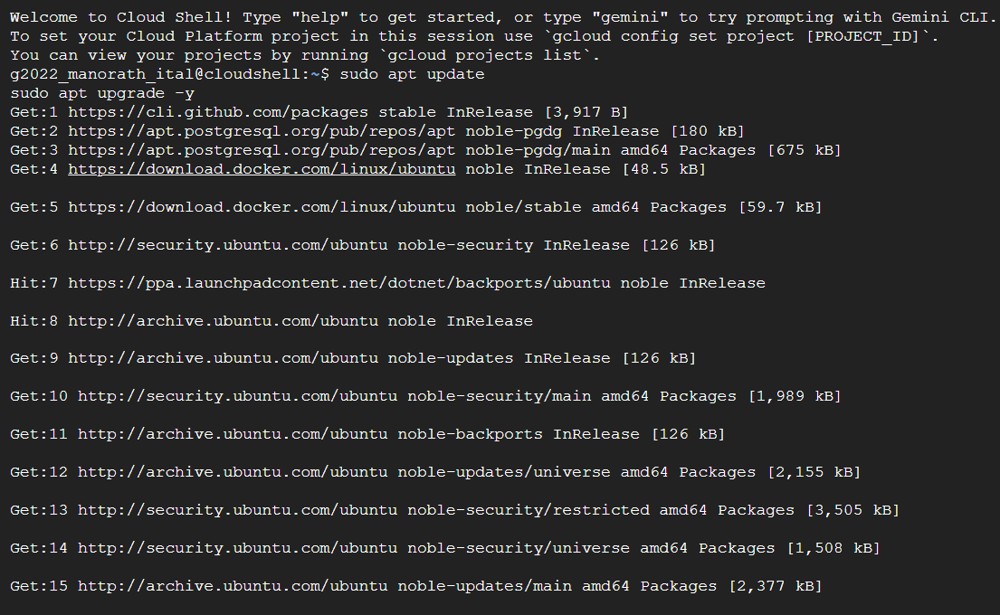 Welcome to Cloud Shell! Type "help" to get started, or type "gemini" to try prompting with Gemini CLI.
To set your Cloud Platform project in this session use `gcloud config set project [PROJECT_ID]`.
You can view your projects by running `gcloud projects list`.
g2022_manorath_ital@cloudshell:~$ sudo apt update
sudo apt upgrade -y
Get:1 https://cli.github.com/packages stable InRelease [3,917 B]
Get:2 https://apt.postgresql.org/pub/repos/apt noble-pgdg InRelease [180 kB]
Get:3 https://apt.postgresql.org/pub/repos/apt noble-pgdg/main amd64 Packages [675 kB]
Get:4 https://download.docker.com/linux/ubuntu noble InRelease [48.5 kB]
Get:5 https://download.docker.com/linux/ubuntu noble/stable amd64 Packages [59.7 kB]
Get:6 http://security.ubuntu.com/ubuntu noble-security InRelease [126 kB]
Hit:7 https://ppa.launchpadcontent.net/dotnet/backports/ubuntu noble InRelease
Hit:8 http://archive.ubuntu.com/ubuntu noble InRelease
Get:9 http://archive.ubuntu.com/ubuntu noble-updates InRelease [126 kB]
Get:10 http://security.ubuntu.com/ubuntu noble-security/main amd64 Packages [1,989 kB]
Get:11 http://archive.ubuntu.com/ubuntu noble-backports InRelease [126 kB]
Get:12 http://archive.ubuntu.com/ubuntu noble-updates/universe amd64 Packages [2,155 kB]
Get:13 http://security.ubuntu.com/ubuntu noble-security/restricted amd64 Packages [3,505 kB]
Get:14 http://security.ubuntu.com/ubuntu noble-security/universe amd64 Packages [1,508 kB]
Get:15 http://archive.ubuntu.com/ubuntu noble-updates/main amd64 Packages [2,377 kB]